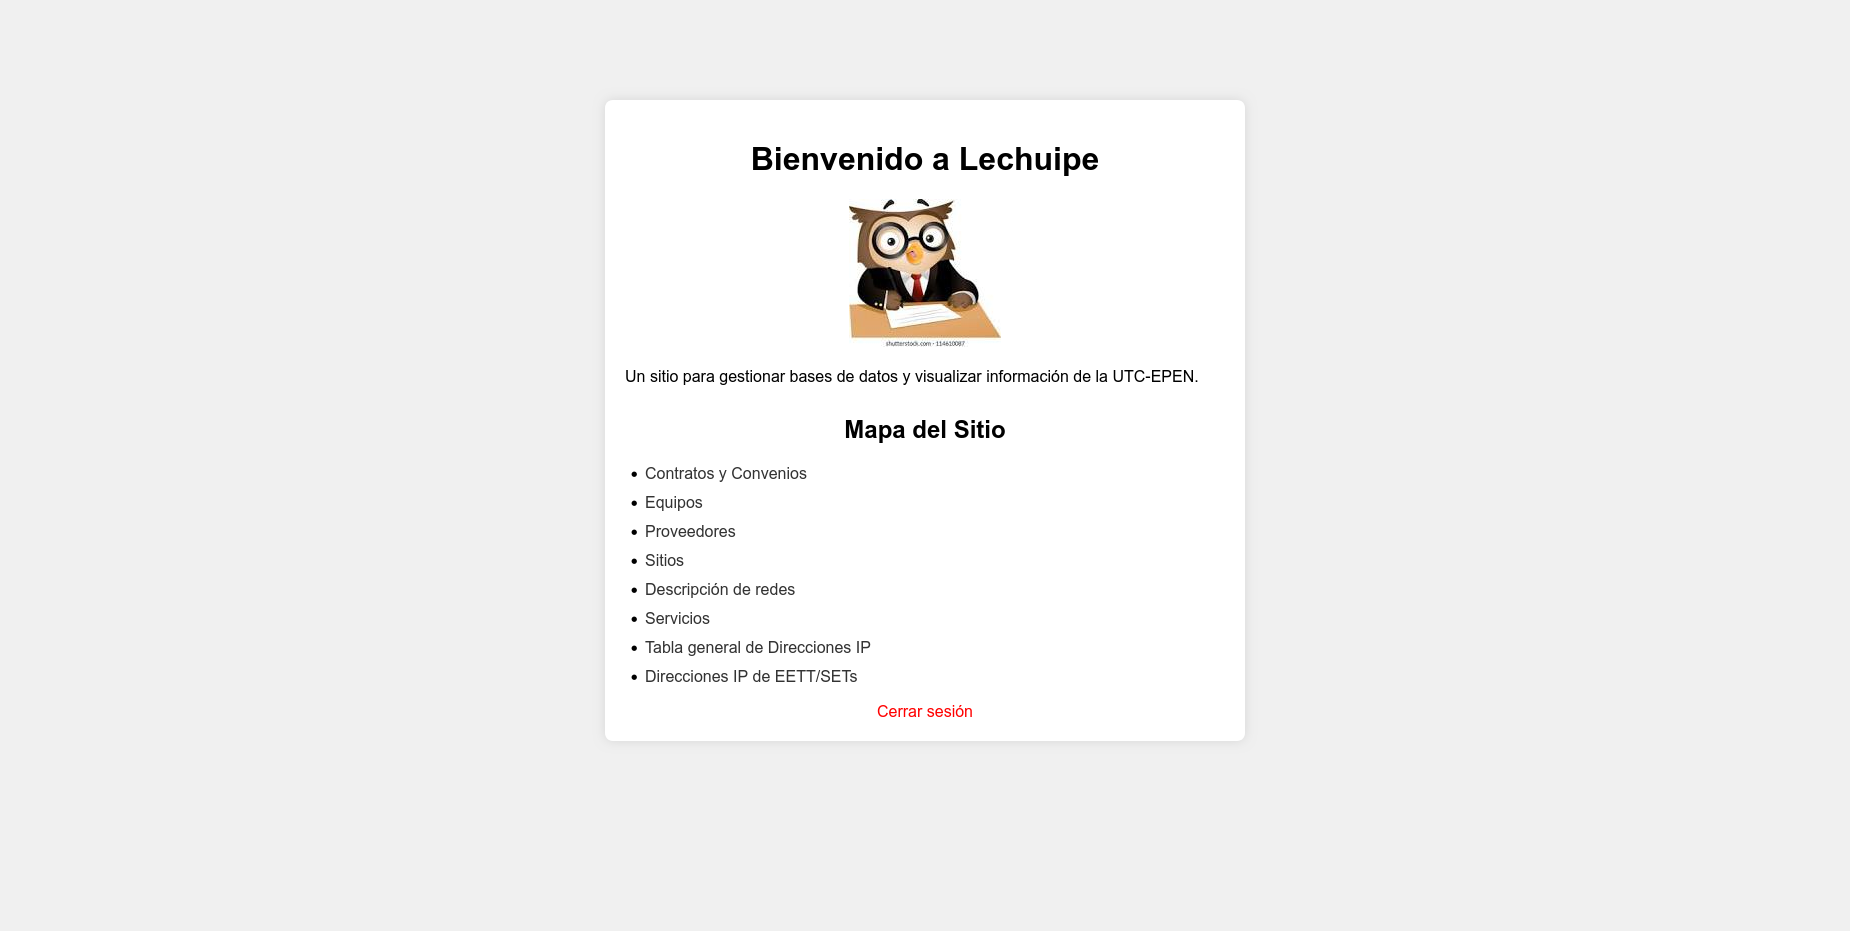 Bienvenido a Lechuipe
shutterstock.com • 114610087
Un sitio para gestionar bases de datos y visualizar información de la UTC-EPEN.
Mapa del Sitio
• Contratos y Convenios
• Equipos
• Proveedores
• Sitios
• Descripción de redes
• Servicios
• Tabla general de Direcciones IP
• Direcciones IP de EETT/SETs
Cerrar sesión